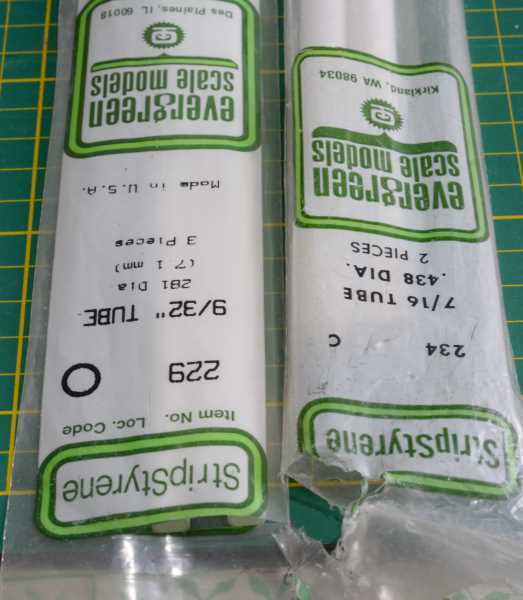 StripStyrene
Item No. Loc. Code
229 O
9/32" TUBE
.281 Dia
(7.1 mm)
3 Pieces
Made in U.S.A.
evergreen
scale models
Des Plaines, IL 60018
StripStyrene
234 C
7/16 TUBE
.438 DIA.
2 PIECES
evergreen
scale models
Kirkland, WA 98034